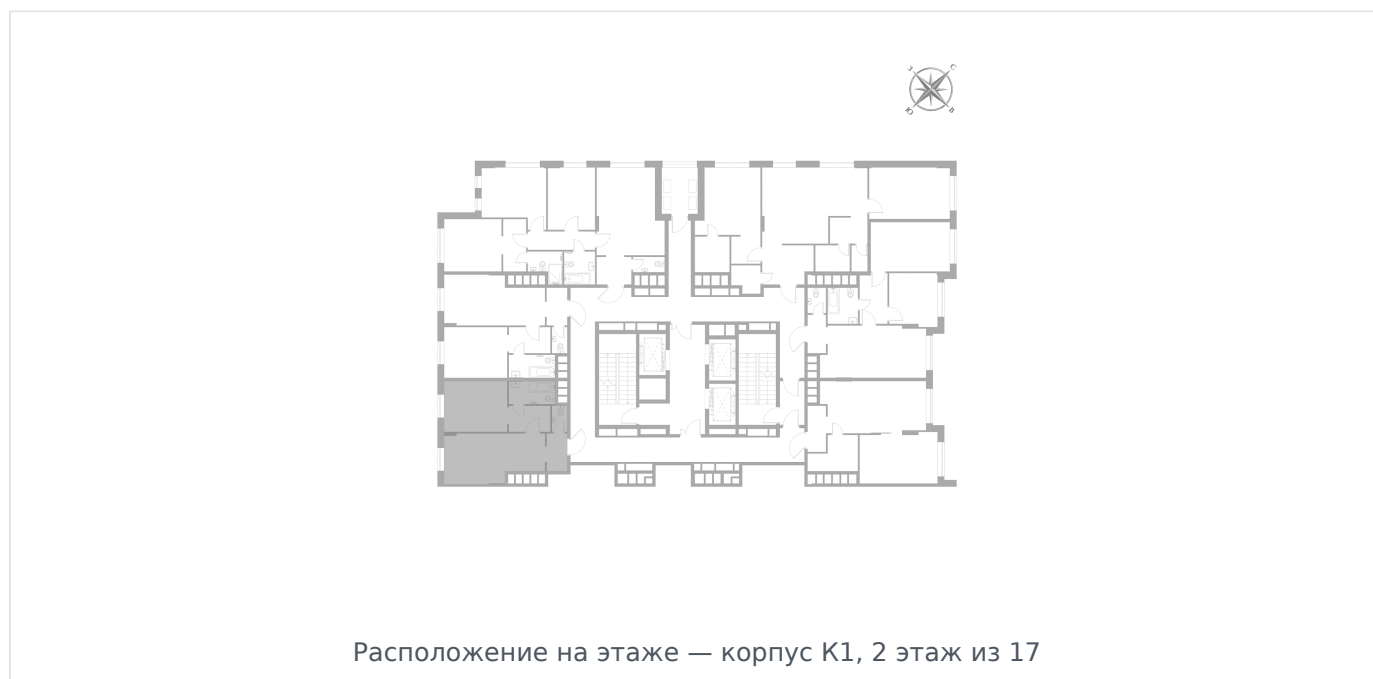 З С
Ю В
Расположение на этаже — корпус К1, 2 этаж из 17